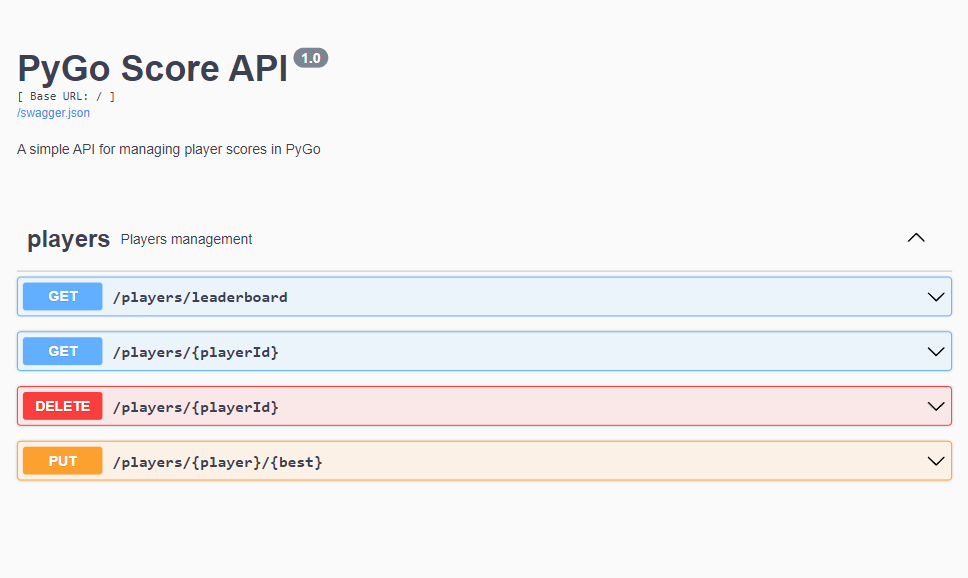 PyGo Score API 1.0
[ Base URL: / ]
/swagger.json
A simple API for managing player scores in PyGo
players Players management
GET /players/leaderboard
GET /players/{playerId}
DELETE /players/{playerId}
PUT /players/{player}/{best}